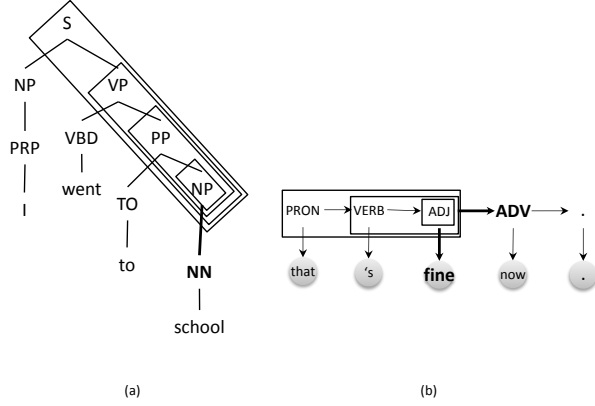 S
NP VP
PRP VBD PP
I went TO NP
to NN
school
(a)
PRON VERB ADJ ADV .
that 's fine now .
(b)